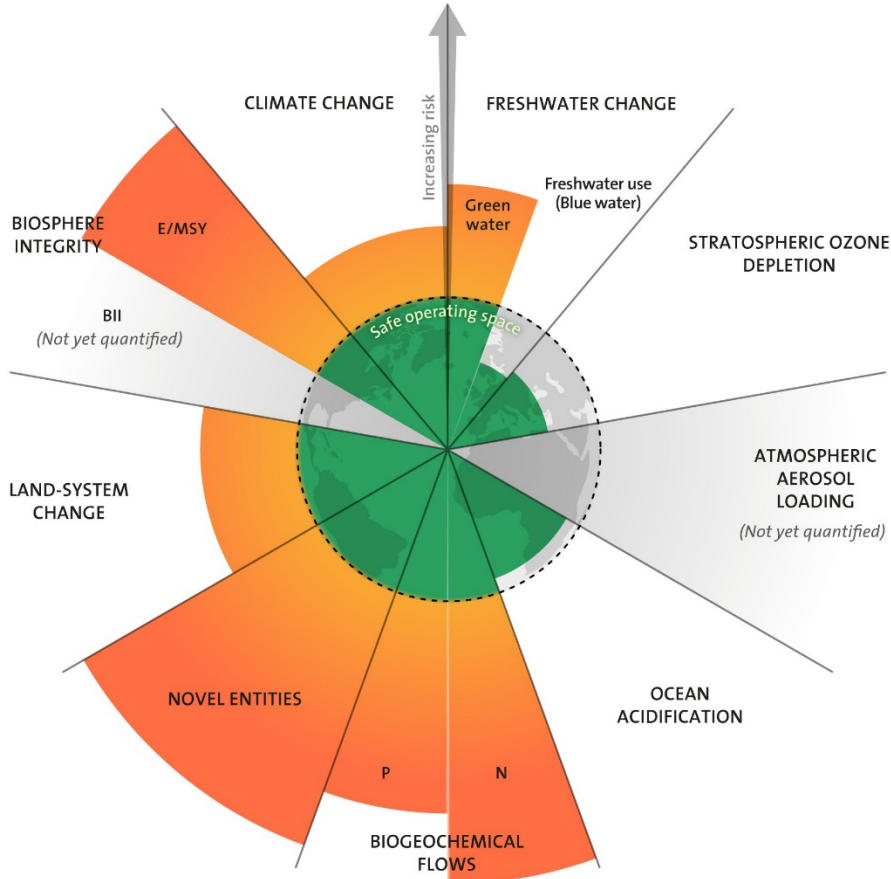 CLIMATE CHANGE
Increasing risk
FRESHWATER CHANGE
Freshwater use
(Blue water)
Green
water
STRATOSPHERIC OZONE
DEPLETION
BIOSPHERE
INTEGRITY
E/MSY
BII
(Not yet quantified)
Safe operating space
ATMOSPHERIC
AEROSOL
LOADING
(Not yet quantified)
LAND-SYSTEM
CHANGE
NOVEL ENTITIES
OCEAN
ACIDIFICATION
P
N
BIOGEOCHEMICAL
FLOWS